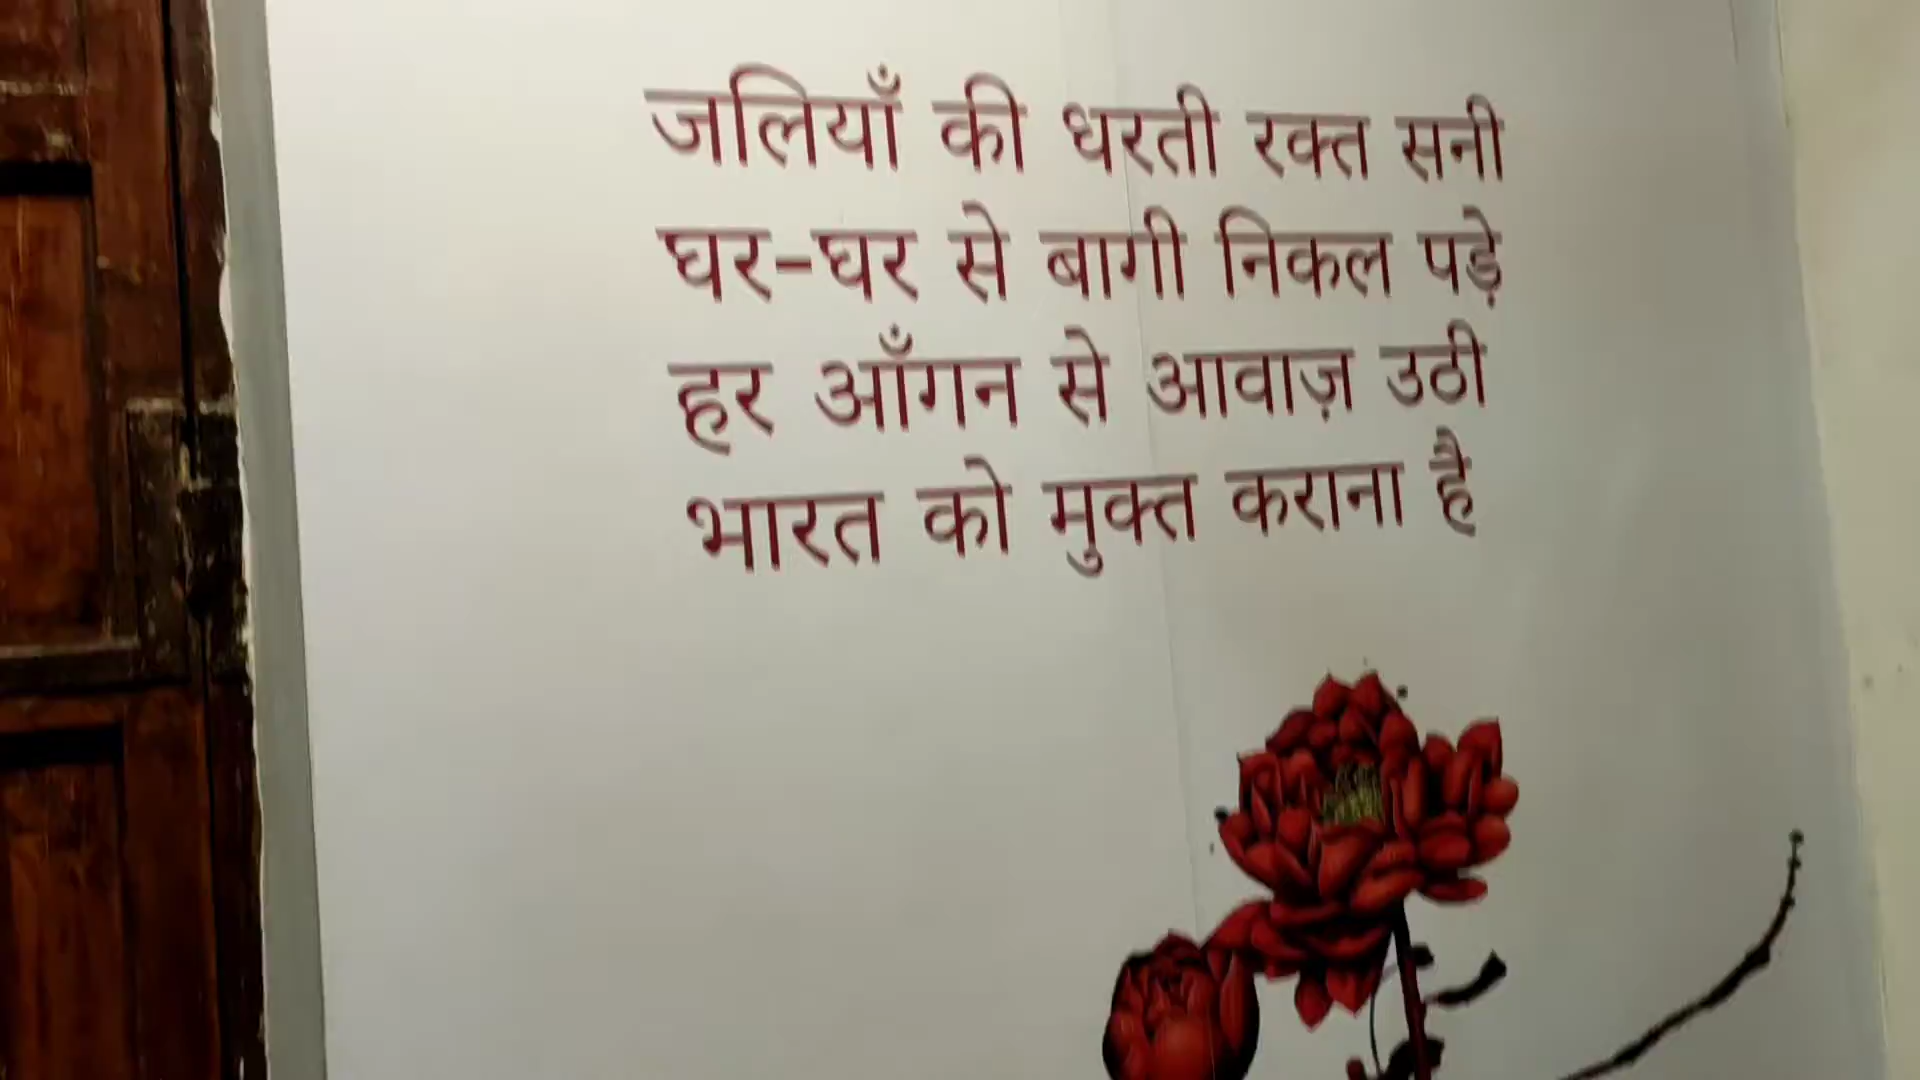 जलियाँ की धरती रक्त सनी
घर-घर से बागी निकल पड़े
हर आँगन से आवाज़ उठी
भारत को मुक्त कराना है